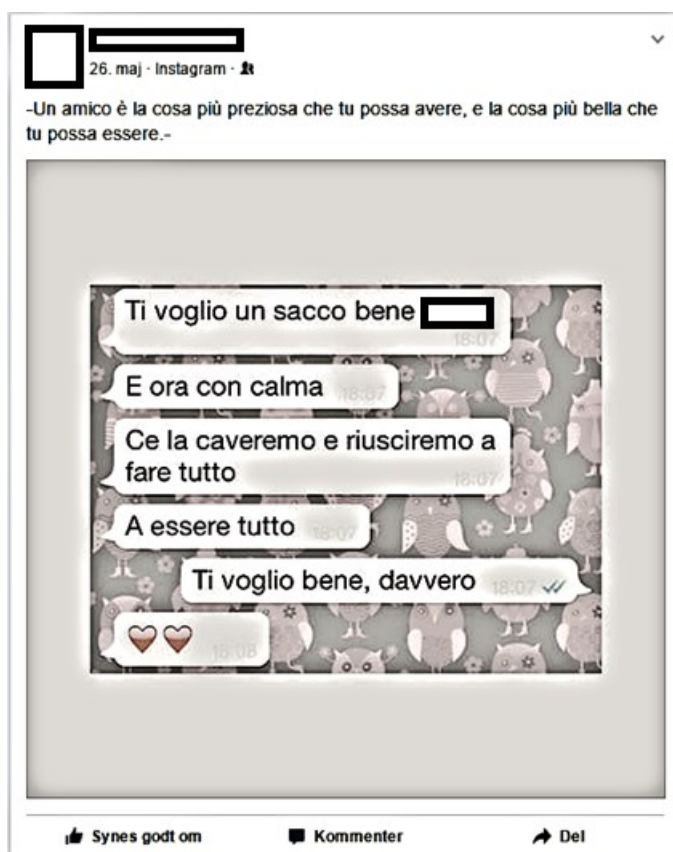 26. maj · Instagram ·
-Un amico è la cosa più preziosa che tu possa avere, e la cosa più bella che
tu possa essere.-
Ti voglio un sacco bene
18:07
E ora con calma 18:07
Ce la caveremo e riusciremo a
fare tutto 18:07
A essere tutto 18:07
Ti voglio bene, davvero 18:07
18:08
Synes godt om Kommenter Del